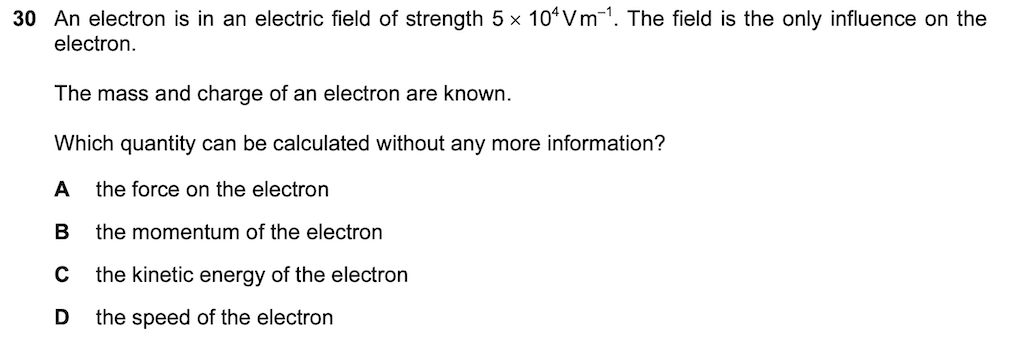 30 An electron is in an electric field of strength 5 × 10⁴ V m⁻¹. The field is the only influence on the
electron.
The mass and charge of an electron are known.
Which quantity can be calculated without any more information?
A the force on the electron
B the momentum of the electron
C the kinetic energy of the electron
D the speed of the electron